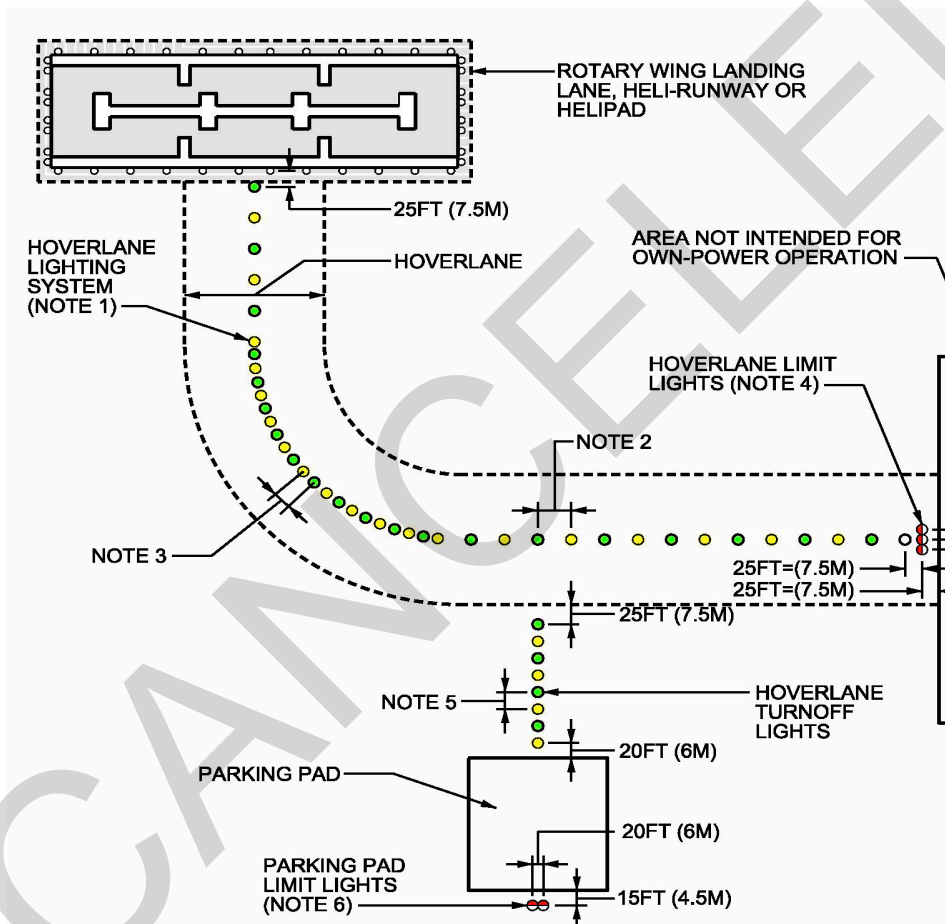 ROTARY WING LANDING
LANE, HELI-RUNWAY OR
HELIPAD
25FT (7.5M)
HOVERLANE
LIGHTING
SYSTEM
(NOTE 1)
HOVERLANE
AREA NOT INTENDED FOR
OWN-POWER OPERATION
HOVERLANE LIMIT
LIGHTS (NOTE 4)
NOTE 2
NOTE 3
25FT=(7.5M)
25FT=(7.5M)
25FT (7.5M)
NOTE 5
HOVERLANE
TURNOFF
LIGHTS
20FT (6M)
PARKING PAD
20FT (6M)
PARKING PAD
LIMIT LIGHTS
(NOTE 6)
15FT (4.5M)
CANCELE